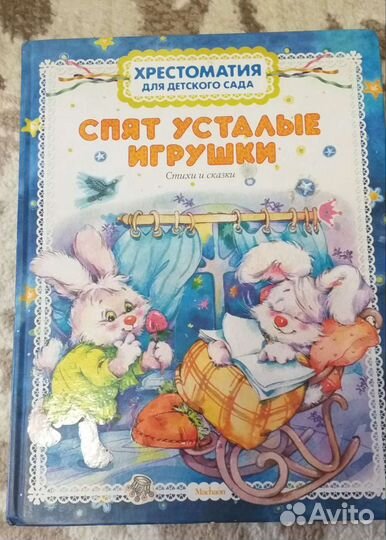 ХРЕСТОМАТИЯ
ДЛЯ ДЕТСКОГО САДА
СПЯТ УСТАЛЫЕ
ИГРУШКИ
Стихи и сказки
Machaon
Avito